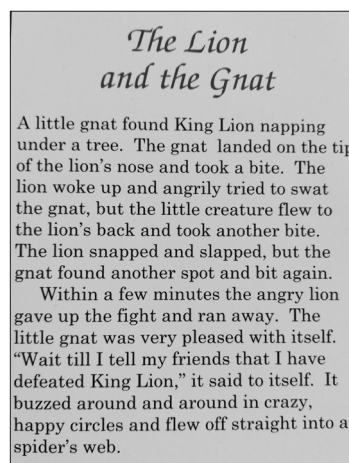 The Lion
and the Gnat
A little gnat found King Lion napping
under a tree.  The gnat  landed on the tip
of the lion's nose and took a bite.  The
lion woke up and angrily tried to swat
the gnat, but the little creature flew to
the lion's back and took another bite.
The lion snapped and slapped, but the
gnat found another spot and bit again.
Within a few minutes the angry lion
gave up the fight and ran away.  The
little gnat was very pleased with itself.
“Wait till I tell my friends that I have
defeated King Lion,” it said to itself.  It
buzzed around and around in crazy,
happy circles and flew off straight into a
spider's web.